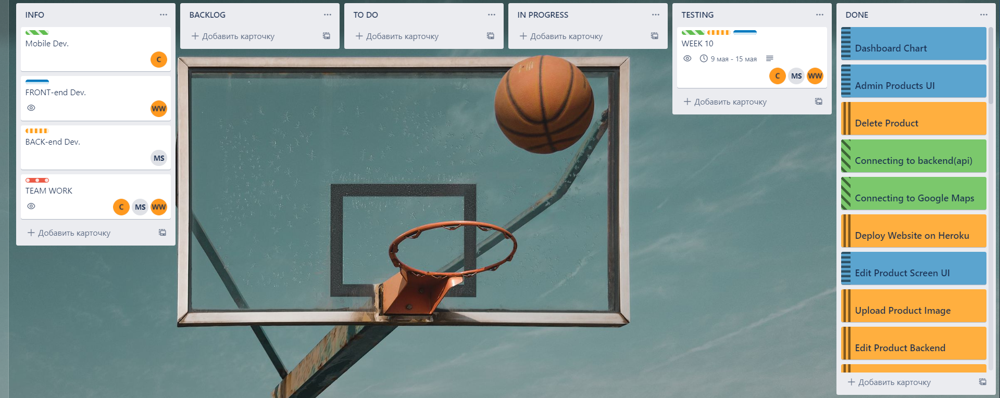 INFO
Mobile Dev.
C
FRONT-end Dev.
WW
BACK-end Dev.
MS
TEAM WORK
C MS WW
Добавить карточку
BACKLOG
Добавить карточку
TO DO
Добавить карточку
IN PROGRESS
Добавить карточку
TESTING
WEEK 10
9 мая - 15 мая
C MS WW
Добавить карточку
DONE
Dashboard Chart
Admin Products UI
Delete Product
Connecting to backend(api)
Connecting to Google Maps
Deploy Website on Heroku
Edit Product Screen UI
Upload Product Image
Edit Product Backend
Добавить карточку